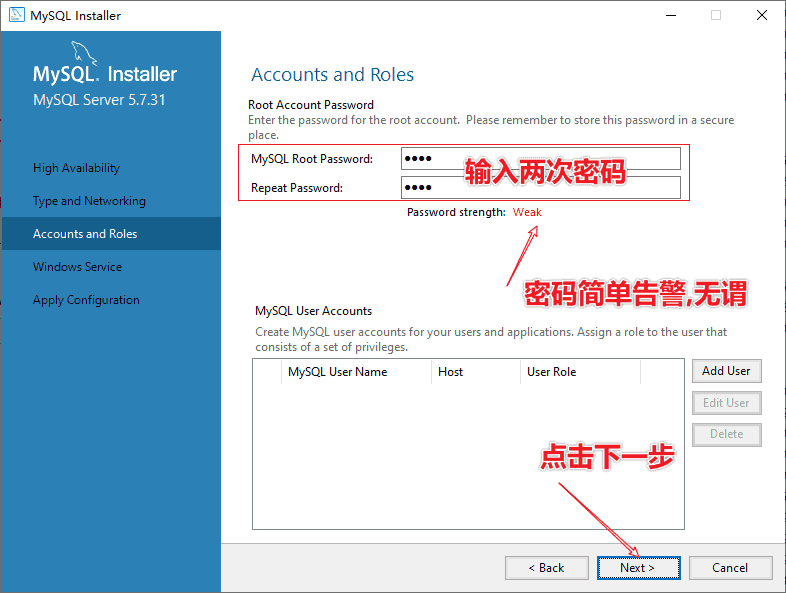 MySQL Installer
MySQL. Installer
MySQL Server 5.7.31
High Availability
Type and Networking
Accounts and Roles
Windows Service
Apply Configuration
Accounts and Roles
Root Account Password
Enter the password for the root account. Please remember to store this password in a secure
place.
MySQL Root Password: ●●●●
输入两次密码
Repeat Password: ●●●●
Password strength: Weak
密码简单告警,无谓
MySQL User Accounts
Create MySQL user accounts for your users and applications. Assign a role to the user that
consists of a set of privileges.
MySQL User Name Host User Role
Add User
Edit User
Delete
点击下一步
< Back Next > Cancel